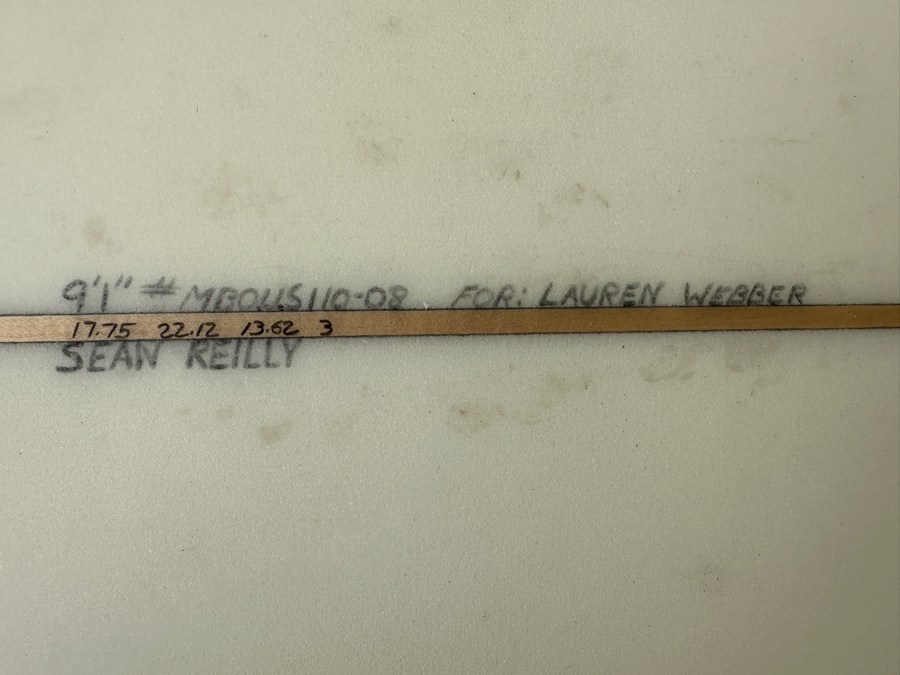 9'1" # MBOUS110-08 FOR: LAUREN WEBBER
17.75 22.12 13.62 3
SEAN REILLY